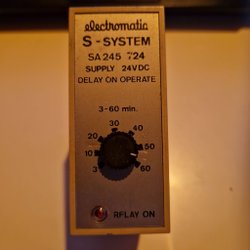 electromatic
S-SYSTEM
SA 245 724
SUPPLY 24VDC
DELAY ON OPERATE
3-60 min.
30
20 40
10 50
3 60
RELAY ON